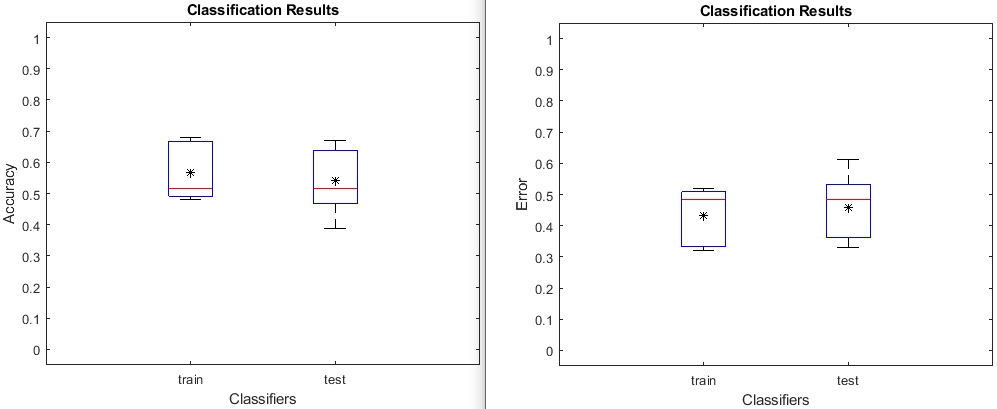 Classification Results
1
0.9
0.8
0.7
0.6
0.5
0.4
0.3
0.2
0.1
0
Accuracy
train test
Classifiers
Classification Results
1
0.9
0.8
0.7
0.6
0.5
0.4
0.3
0.2
0.1
0
Error
train test
Classifiers